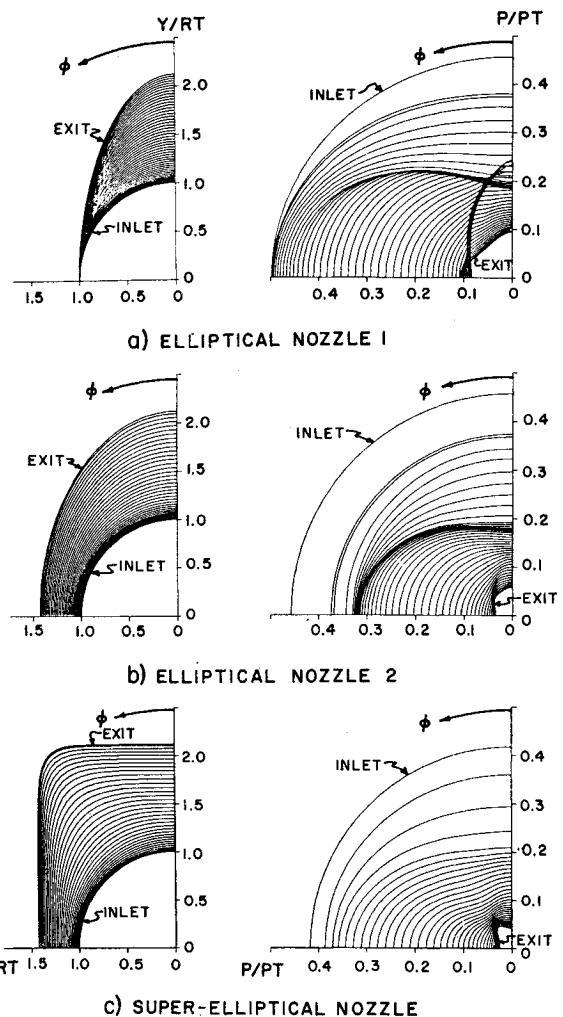 Y/RT P/PT
ϕ ϕ
2.0 0.4
INLET
EXIT 1.5 0.3
1.0 0.2
INLET 0.5 0.1
EXIT
0 0
1.5 1.0 0.5 0 0.4 0.3 0.2 0.1 0
a) ELLIPTICAL NOZZLE 1
ϕ ϕ
2.0 0.4
EXIT INLET
1.5 0.3
1.0 0.2
INLET 0.5 0.1
EXIT
0 0
1.5 1.0 0.5 0 0.4 0.3 0.2 0.1 0
b) ELLIPTICAL NOZZLE 2
ϕ ϕ
EXIT
2.0 INLET 0.4
1.5 0.3
1.0 0.2
INLET 0.5 0.1
EXIT
0 0
RT 1.5 1.0 0.5 0 P/PT 0.4 0.3 0.2 0.1 0
c) SUPER-ELLIPTICAL NOZZLE